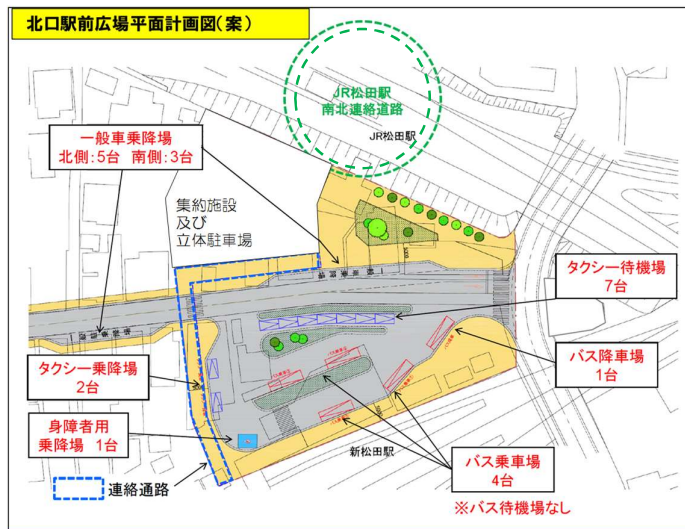 北口駅前広場平面計画図(案)
JR松田駅
南北連絡道路
JR松田駅
一般車乗降場
北側：5台 南側：3台
集約施設
及び
立体駐車場
タクシー待機場
7台
タクシー乗降場
2台
バス降車場
1台
身障者用
乗降場 1台
新松田駅
バス乗車場
4台
連絡通路
※バス待機場なし